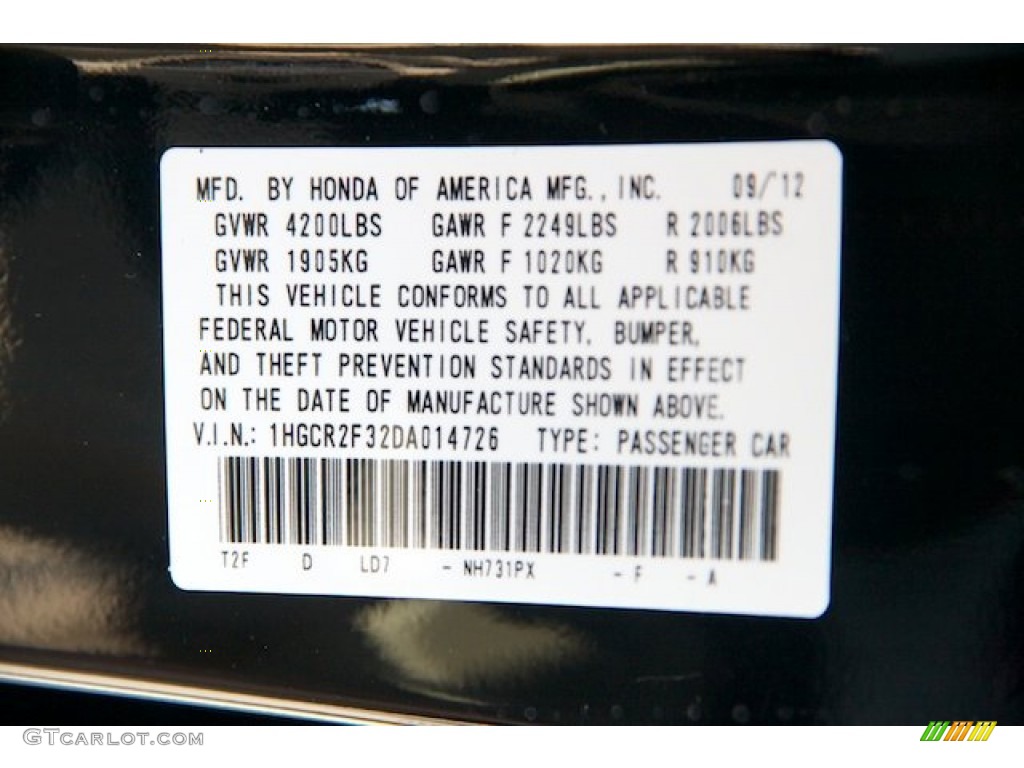 MFD. BY HONDA OF AMERICA MFG., INC. 09/12
GVWR 4200LBS GAWR F 2249LBS R 2006LBS
GVWR 1905KG GAWR F 1020KG R 910KG
THIS VEHICLE CONFORMS TO ALL APPLICABLE
FEDERAL MOTOR VEHICLE SAFETY, BUMPER,
AND THEFT PREVENTION STANDARDS IN EFFECT
ON THE DATE OF MANUFACTURE SHOWN ABOVE.
V.I.N.: 1HGCR2F32DA014726 TYPE: PASSENGER CAR
T2F D LD7 - NH731PX - F - A
GTCARLOT.COM